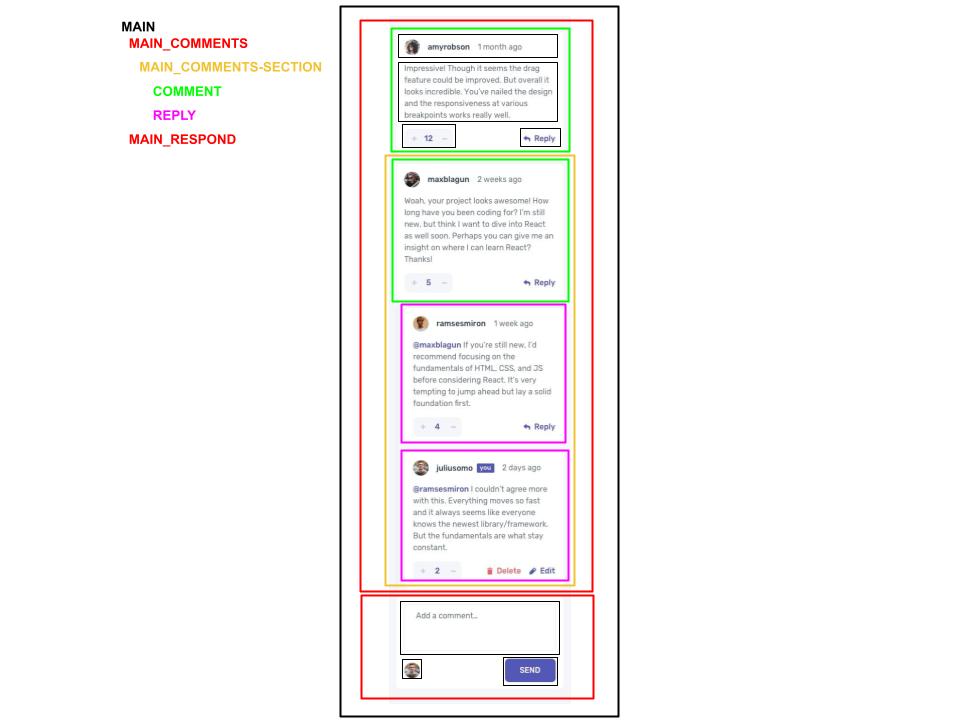 MAIN
MAIN_COMMENTS
MAIN_COMMENTS-SECTION
COMMENT
REPLY
MAIN_RESPOND
amyrobson 1 month ago
Impressive! Though it seems the drag
feature could be improved. But overall it
looks incredible. You've nailed the design
and the responsiveness at various
breakpoints works really well.
+ 12 − Reply
maxblagun 2 weeks ago
Woah, your project looks awesome! How
long have you been coding for? I'm still
new, but think I want to dive into React
as well soon. Perhaps you can give me an
insight on where I can learn React?
Thanks!
+ 5 − Reply
ramsesmiron 1 week ago
@maxblagun If you're still new, I'd
recommend focusing on the
fundamentals of HTML, CSS, and JS
before considering React. It's very
tempting to jump ahead but lay a solid
foundation first.
+ 4 − Reply
juliusomo you 2 days ago
@ramsesmiron I couldn't agree more
with this. Everything moves so fast
and it always seems like everyone
knows the newest library/framework.
But the fundamentals are what stay
constant.
+ 2 − Delete Edit
Add a comment…
SEND